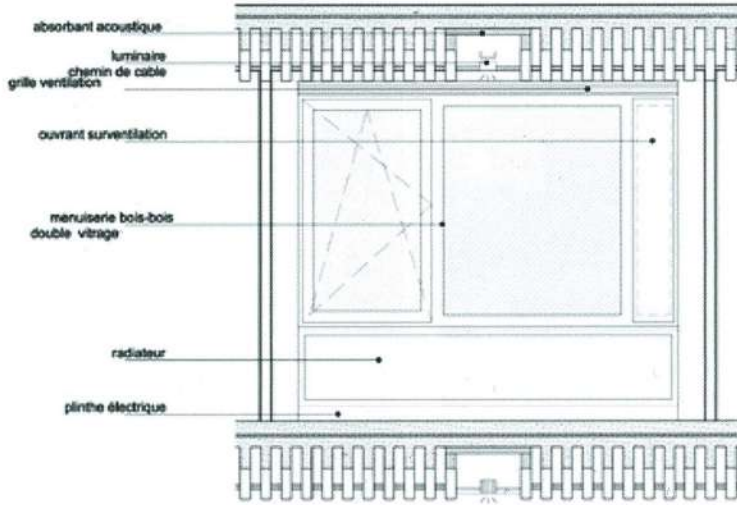 absorbant acoustique
luminaire
chemin de cable
grille ventilation
ouvrant surventilation
menuiserie bois-bois
double vitrage
radiateur
plinthe électrique